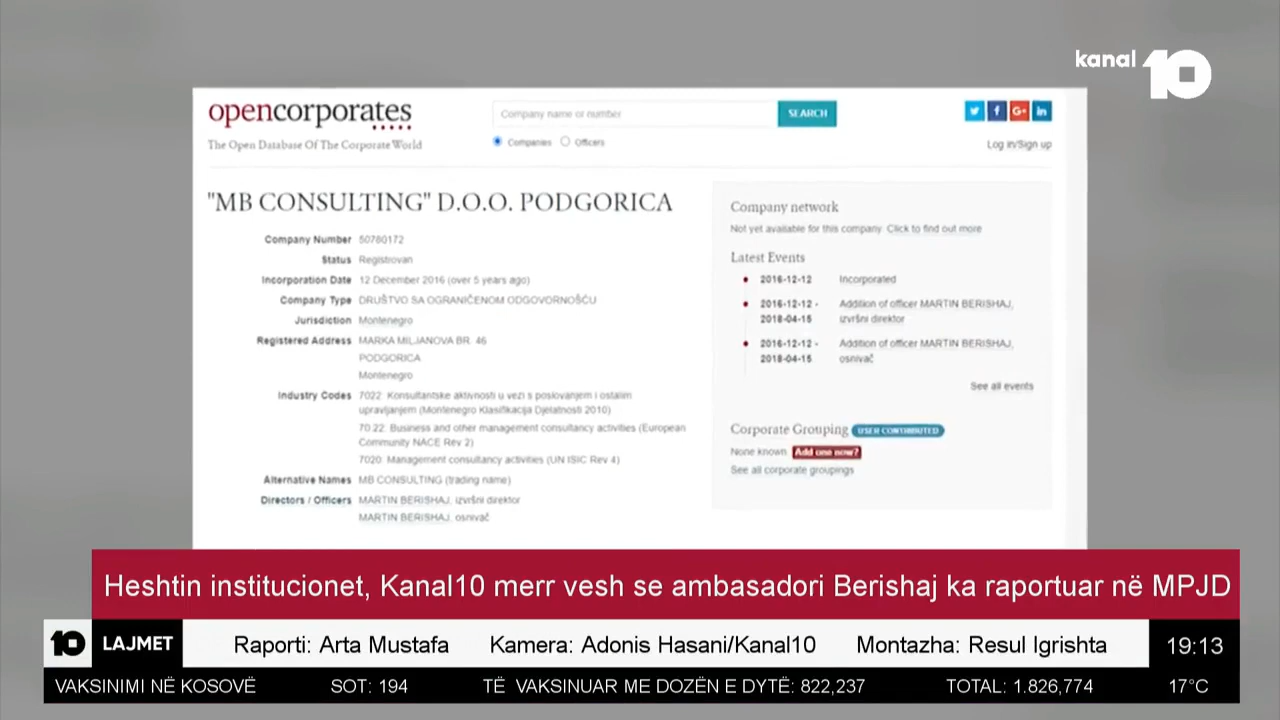 kanal 10
opencorporates
The Open Database Of The Corporate World
Company name or number
SEARCH
Companies
Officers
Log in/Sign up
"MB CONSULTING" D.O.O. PODGORICA
Company Number 50780172
Status Registrovan
Incorporation Date 12 December 2016 (over 5 years ago)
Company Type DRUŠTVO SA OGRANIČENOM ODGOVORNOŠĆU
Jurisdiction Montenegro
Registered Address MARKA MILJANOVA BR. 46
PODGORICA
Montenegro
Industry Codes 7022 Konsultantske aktivnosti u vezi s poslovanjem i ostalim
upravljanjem (Montenegro Klasifikacija Djelatnosti 2010)
70.22 Business and other management consultancy activities (European
Community NACE Rev 2)
7020 Management consultancy activities (UN ISIC Rev 4)
Alternative Names MB CONSULTING (trading name)
Directors / Officers MARTIN BERISHAJ, izvršni direktor
MARTIN BERISHAJ, osnivač
Company network
Not yet available for this company. Click to find out more
Latest Events
2016-12-12 Incorporated
2016-12-12 - Addition of officer MARTIN BERISHAJ,
2018-04-15 izvršni direktor
2016-12-12 - Addition of officer MARTIN BERISHAJ,
2018-04-15 osnivač
See all events
Corporate Grouping USER CONTRIBUTED
None known Add one now?
See all corporate groupings
Heshtin institucionet, Kanal10 merr vesh se ambasadori Berishaj ka raportuar në MPJD
10 LAJMET Raporti: Arta Mustafa Kamera: Adonis Hasani/Kanal10 Montazha: Resul Igrishta 19:13
VAKSINIMI NË KOSOVË SOT: 194 TË VAKSINUAR ME DOZËN E DYTË: 822,237 TOTAL: 1.826,774 17°C